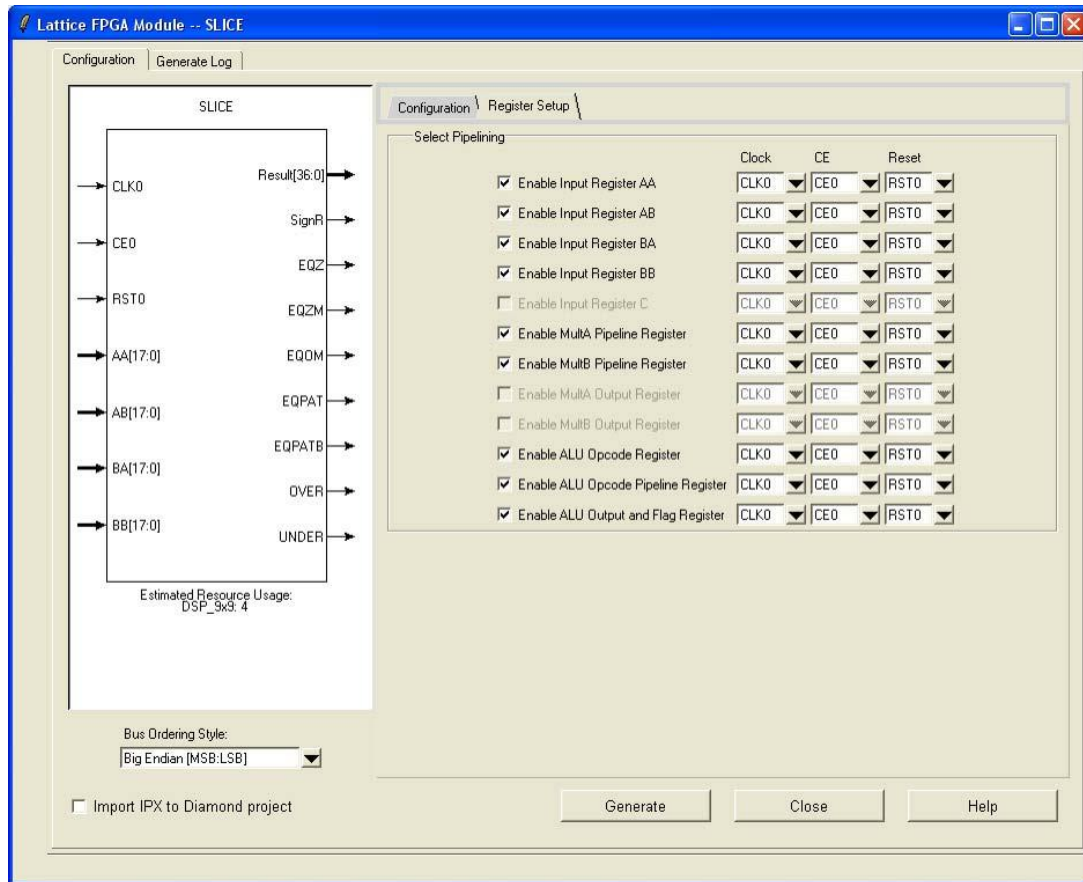 Lattice FPGA Module -- SLICE
Configuration
Generate Log
SLICE
CLK0
CE0
RST0
AA[17:0]
AB[17:0]
BA[17:0]
BB[17:0]
Result[36:0]
SignR
EQZ
EQZM
EQOM
EQPAT
EQPATB
OVER
UNDER
Estimated Resource Usage:
DSP_9x9: 4
Bus Ordering Style:
Big Endian [MSB:LSB]
Import IPX to Diamond project
Configuration
Register Setup
Select Pipelining
Clock CE Reset
Enable Input Register AA CLK0 CE0 RST0
Enable Input Register AB CLK0 CE0 RST0
Enable Input Register BA CLK0 CE0 RST0
Enable Input Register BB CLK0 CE0 RST0
Enable Input Register C CLK0 CE0 RST0
Enable MultA Pipeline Register CLK0 CE0 RST0
Enable MultB Pipeline Register CLK0 CE0 RST0
Enable MultA Output Register CLK0 CE0 RST0
Enable MultB Output Register CLK0 CE0 RST0
Enable ALU Opcode Register CLK0 CE0 RST0
Enable ALU Opcode Pipeline Register CLK0 CE0 RST0
Enable ALU Output and Flag Register CLK0 CE0 RST0
Generate
Close
Help